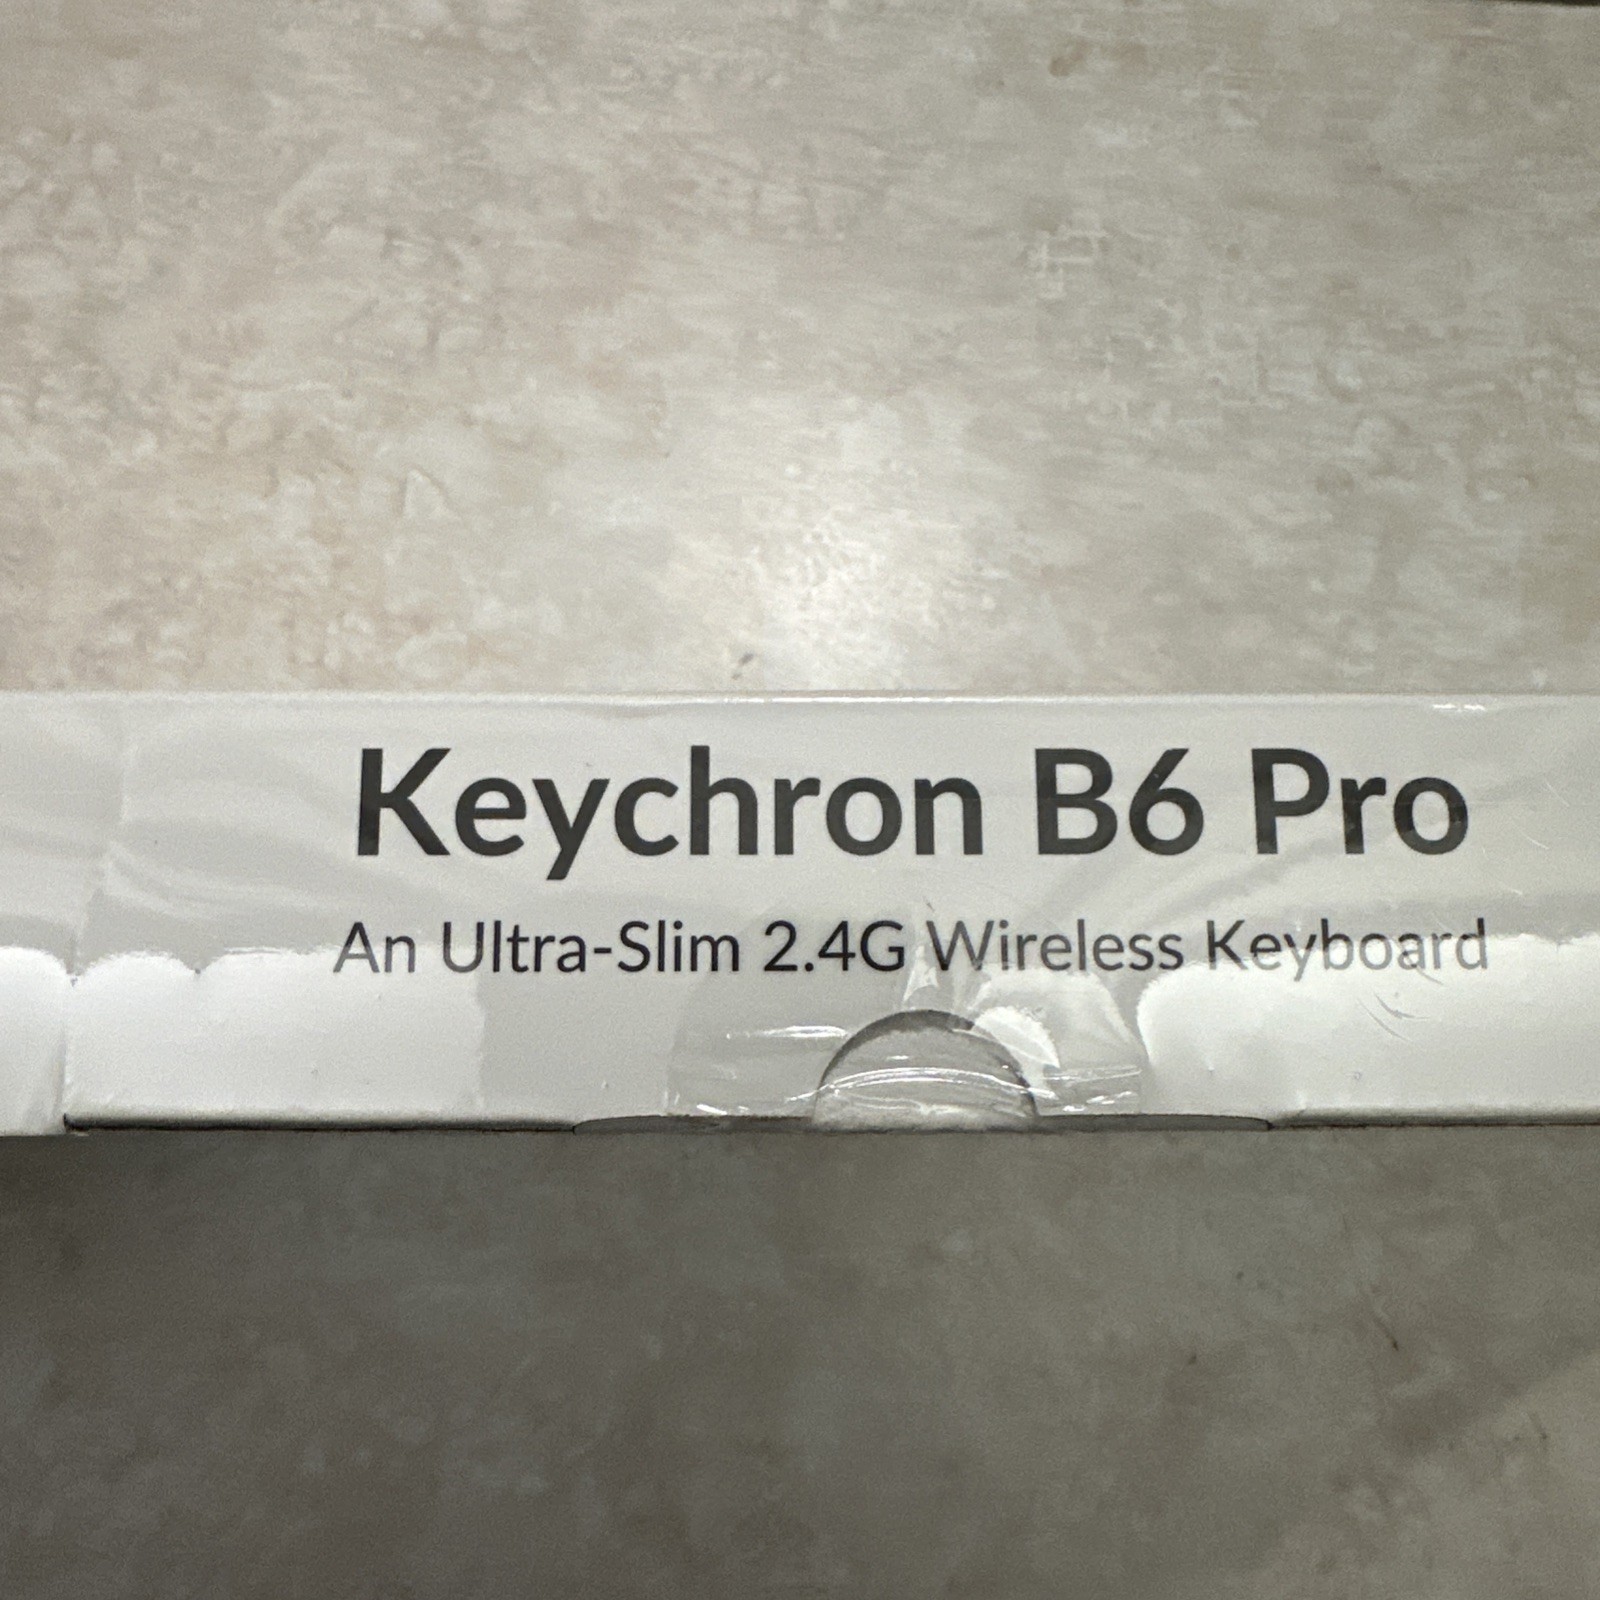 Keychron B6 Pro
An Ultra-Slim 2.4G Wireless Keyboard